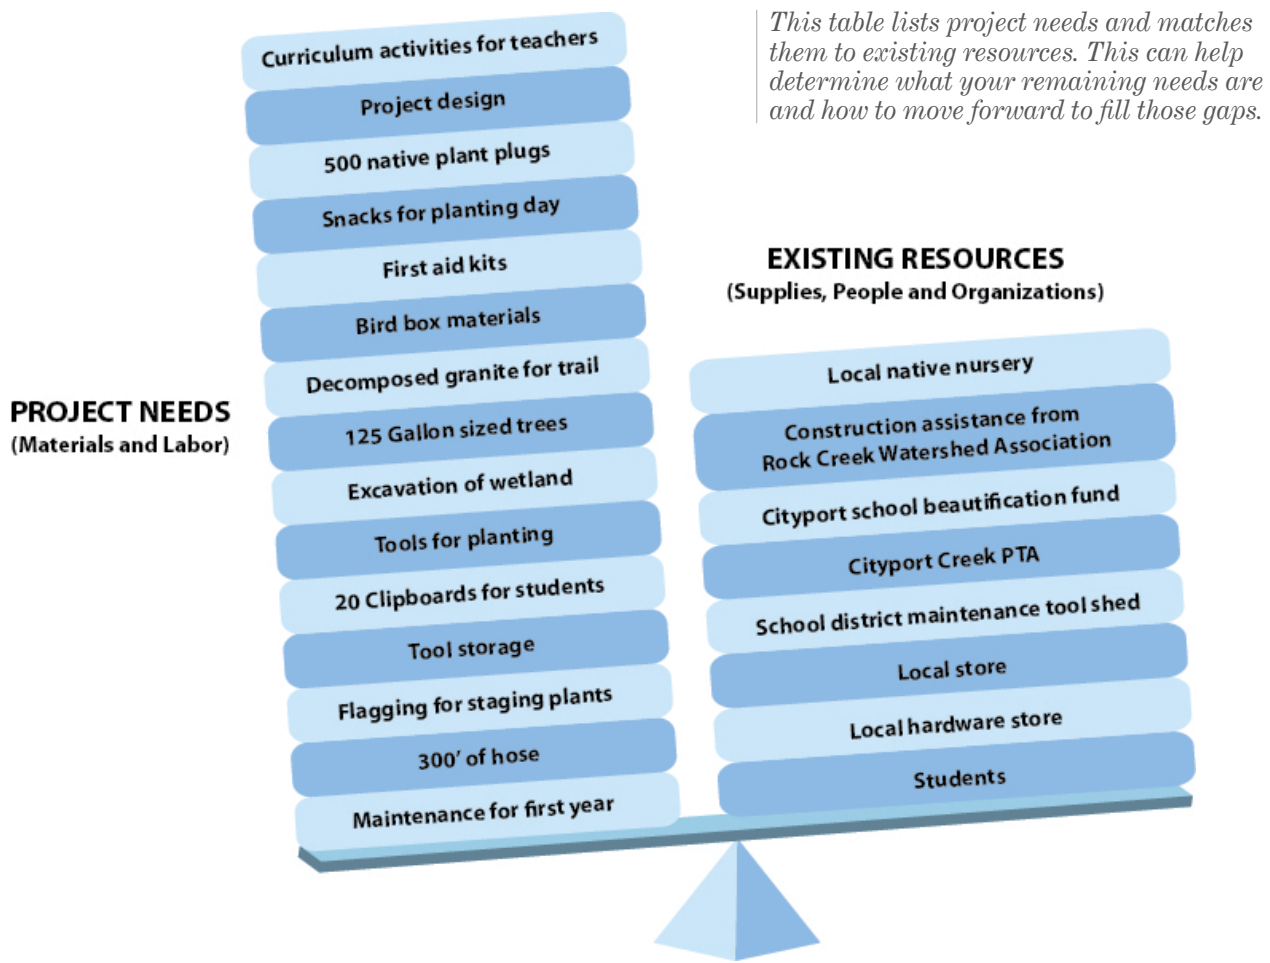 This table lists project needs and matches
them to existing resources. This can help
determine what your remaining needs are
and how to move forward to fill those gaps.
PROJECT NEEDS
(Materials and Labor)
Curriculum activities for teachers
Project design
500 native plant plugs
Snacks for planting day
First aid kits
Bird box materials
Decomposed granite for trail
125 Gallon sized trees
Excavation of wetland
Tools for planting
20 Clipboards for students
Tool storage
Flagging for staging plants
300’ of hose
Maintenance for first year
EXISTING RESOURCES
(Supplies, People and Organizations)
Local native nursery
Construction assistance from
Rock Creek Watershed Association
Cityport school beautification fund
Cityport Creek PTA
School district maintenance tool shed
Local store
Local hardware store
Students